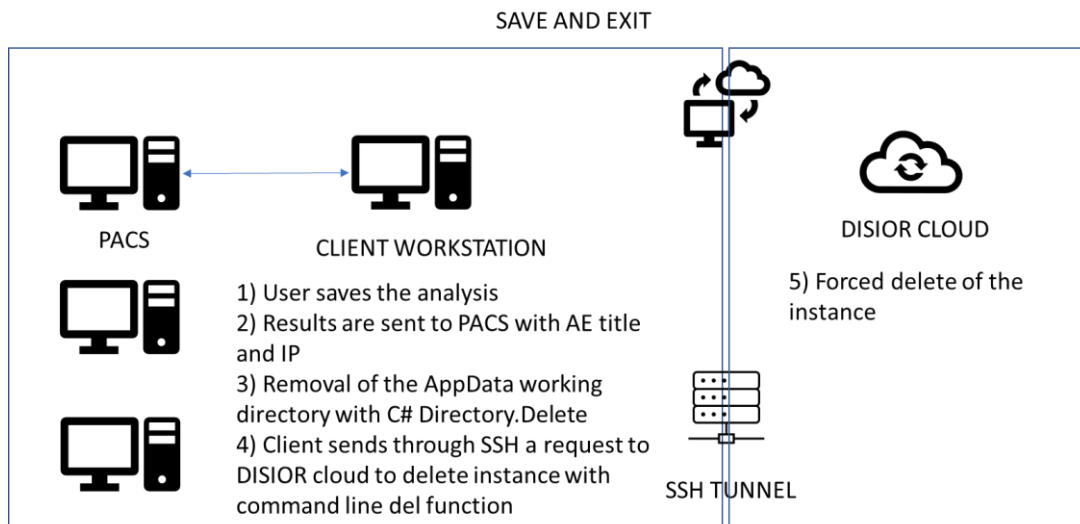 SAVE AND EXIT
PACS
CLIENT WORKSTATION
1) User saves the analysis
2) Results are sent to PACS with AE title
and IP
3) Removal of the AppData working
directory with C# Directory.Delete
4) Client sends through SSH a request to
DISIOR cloud to delete instance with
command line del function
SSH TUNNEL
DISIOR CLOUD
5) Forced delete of the
instance